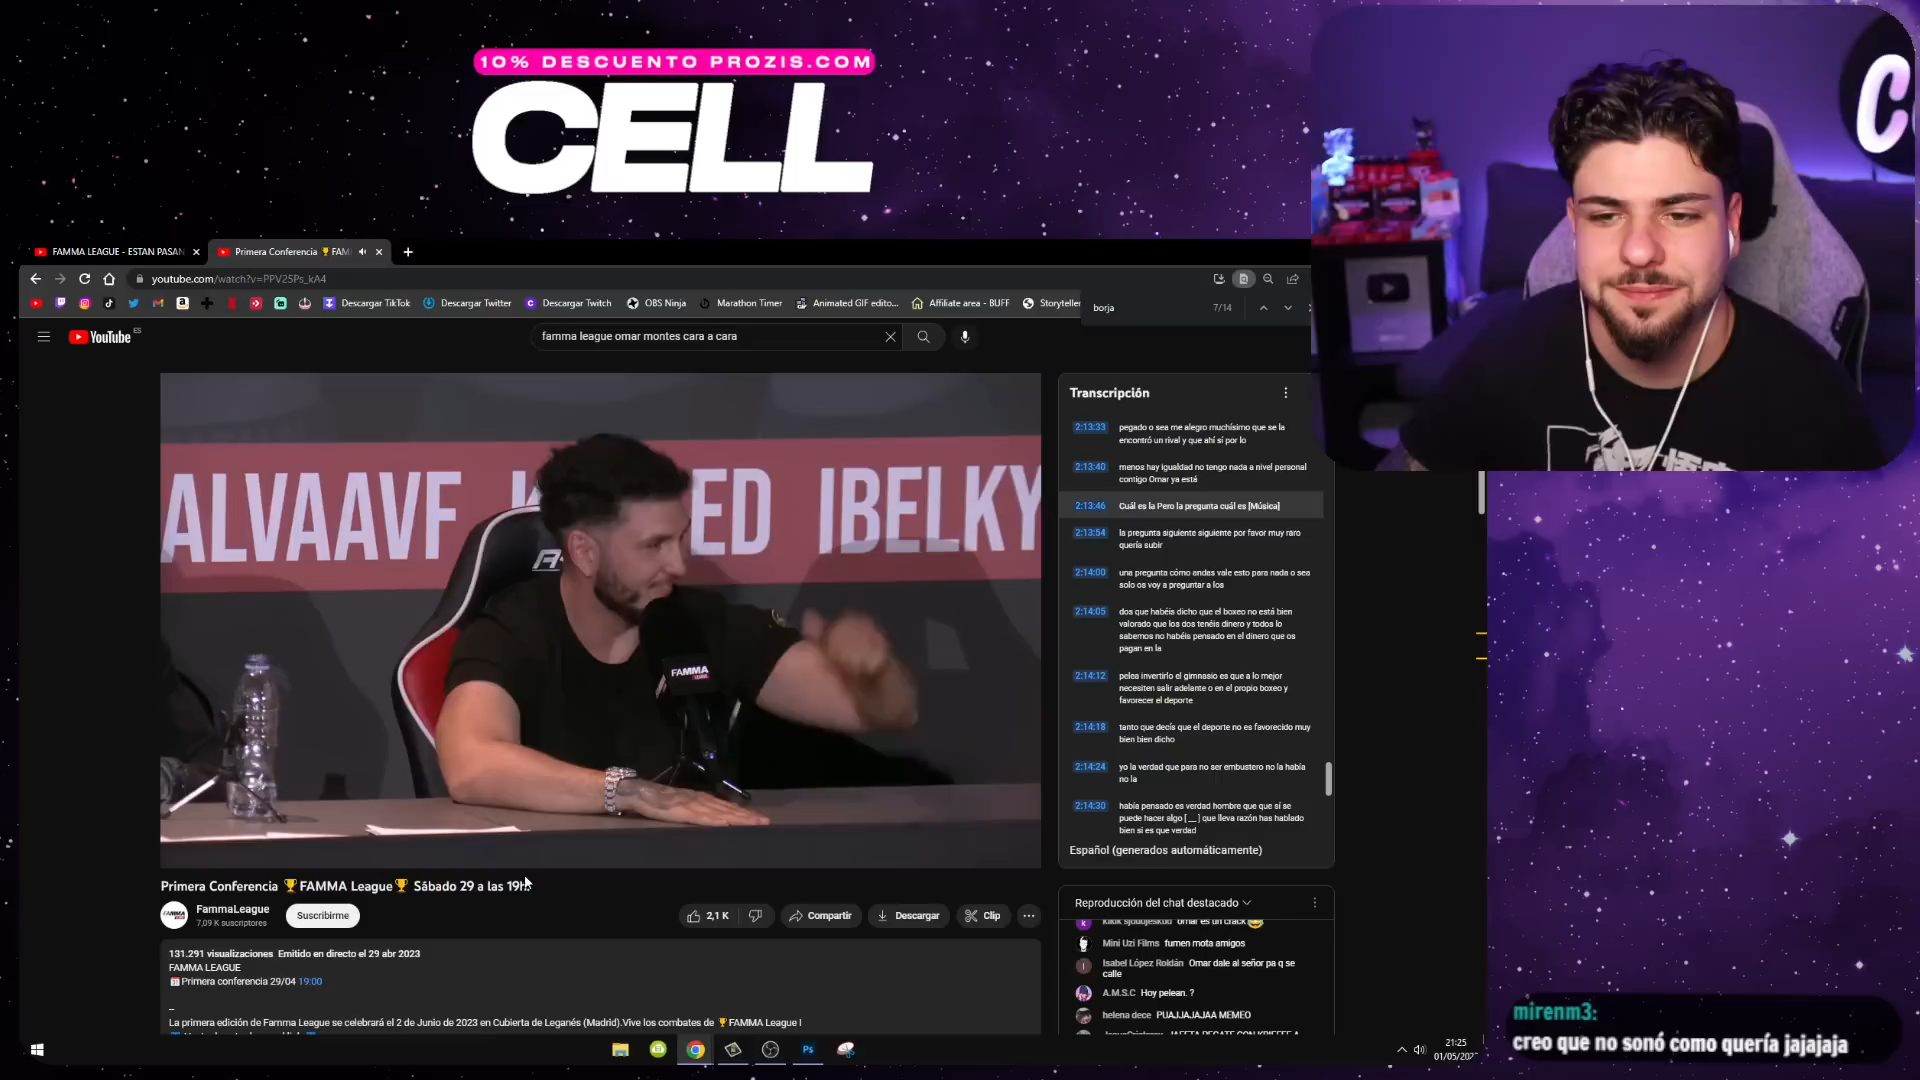 10% DESCUENTO PROZIS.COM
CELL
FAMMA LEAGUE - ESTAN PASAN
Primera Conferencia 🏆FAM
youtube.com/watch?v=PPV25Ps_kA4
Descargar TikTok
Descargar Twitter
Descargar Twitch
OBS Ninja
Marathon Timer
Animated GIF edito...
Affiliate area - BUFF
Storyteller
borja
7/14
YouTube ES
famma league omar montes cara a cara
ALVAAVF
ED IBELKY
FAMMA
Transcripción
2:13:33 pegado o sea me alegro muchísimo que se la
encontró un rival y que ahí sí por lo
2:13:40 menos hay igualdad no tengo nada a nivel personal
contigo Omar ya está
2:13:46 Cuál es la Pero la pregunta cuál es [Música]
2:13:54 la pregunta siguiente siguiente por favor muy raro
quería subir
2:14:00 una pregunta cómo andas vale esto para nada o sea
solo os voy a preguntar a los
2:14:05 dos que habéis dicho que el boxeo no está bien
valorado que los dos tenéis dinero y todos lo
sabemos no habéis pensado en el dinero que os
pagan en la
2:14:12 pelea invertirlo el gimnasio es que a lo mejor
necesiten salir adelante o en el propio boxeo y
favorecer el deporte
2:14:18 tanto que decís que el deporte no es favorecido muy
bien bien dicho
2:14:24 yo la verdad que para no ser embustero no la había
no la
2:14:30 había pensado es verdad hombre que que sí se
puede hacer algo [ __ ] que lleva razón has hablado
bien si es que verdad
Español (generados automáticamente)
Primera Conferencia 🏆FAMMA League🏆 Sábado 29 a las 19h.
FammaLeague
7,09 K suscriptores
Suscribirme
2,1 K
Compartir
Descargar
Clip
131.291 visualizaciones Emitido en directo el 29 abr 2023
FAMMA LEAGUE
Primera conferencia 29/04 19:00
--
La primera edición de Famma League se celebrará el 2 de Junio de 2023 en Cubierta de Leganés (Madrid).Vive los combates de 🏆FAMMA League !
Reproducción del chat destacado
omar es un crack
Mini Uzi Films fumen mota amigos
Isabel López Roldán Omar dale al señor pa q se
calle
A.M.S.C Hoy pelean. ?
helena dece PUAJJAJAJAA MEMEO
Ps
21:25
01/05/202
mirenm3:
creo que no sonó como quería jajajaja